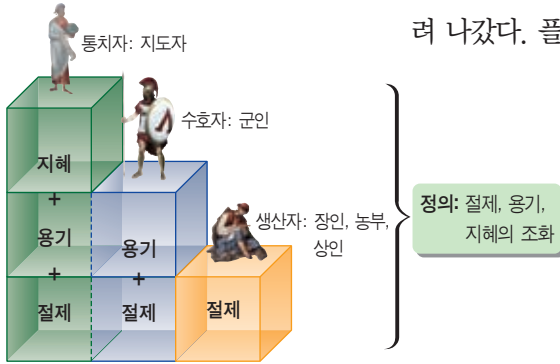 려 나갔다. 플
통치자: 지도자
수호자: 군인
생산자: 장인, 농부,
상인
지혜
+
용기
+
절제
용기
+
절제
절제
정의: 절제, 용기,
지혜의 조화